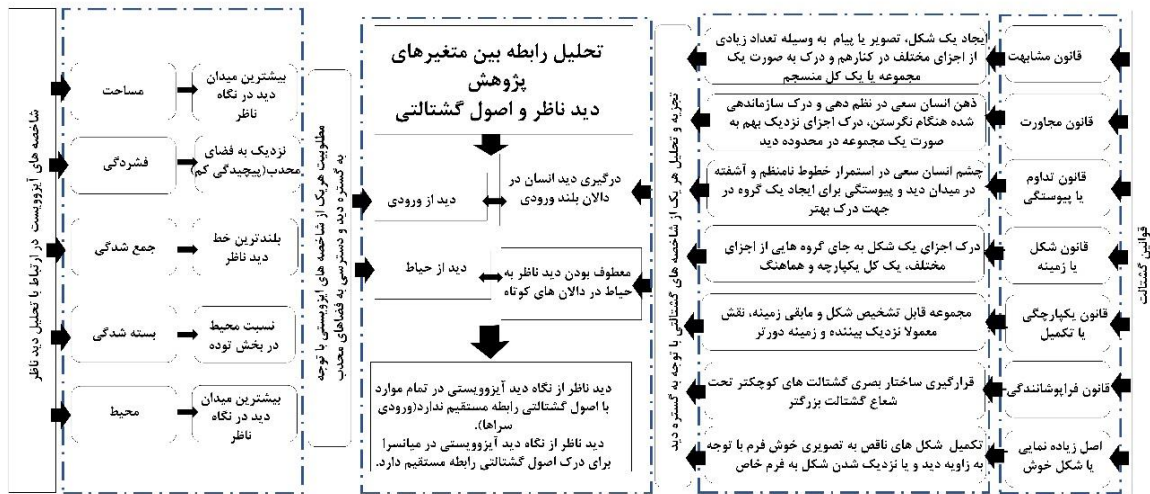 قوانین گشتالت
قانون مشابهت
قانون مجاورت
قانون تداوم
یا پیوستگی
قانون شکل
یا زمینه
قانون یکپارچگی
یا تکمیل
قانون فراپوشانندگی
اصل زیاده نمایی
یا شکل خوش
ایجاد یک شکل، تصویر یا پیام به وسیله تعداد زیادی
از اجزای مختلف در کنارهم و درک به صورت یک
مجموعه یا یک کل منسجم
ذهن انسان سعی در نظم دهی و درک سازماندهی
شده هنگام نگرستن، درک اجزای نزدیک بهم به
صورت یک مجموعه در محدوده دید
چشم انسان سعی در استمرار خطوط نامنظم و آشفته
در میدان دید و پیوستگی برای ایجاد یک گروه در
جهت درک بهتر
درک اجزای یک شکل به جای گروه هایی از اجزای
مختلف، یک کل یکپارچه و هماهنگ
مجموعه قابل تشخیص شکل و مابقی زمینه، نقش
معمولا نزدیک بیننده و زمینه دورتر
قرارگیری ساختار بصری گشتالت های کوچکتر تحت
شعاع گشتالت بزرگتر
تکمیل شکل های ناقص به تصویری خوش فرم با توجه
به زاویه دید و یا نزدیک شدن شکل به فرم خاص
تجزیه و تحلیل هر یک از شاخصه های گشتالتی با توجه به گستره دید
تحلیل رابطه بین متغیرهای
پژوهش
دید ناظر و اصول گشتالتی
درگیری دید انسان در
دالان بلند ورودی
دید از ورودی
معطوف بودن دید ناظر به
حیاط در دالان های کوتاه
دید از حیاط
دید ناظر از نگاه دید آیزوویستی در تمام موارد
با اصول گشتالتی رابطه مستقیم ندارد(ورودی
سراها).
دید ناظر از نگاه دید آیزوویستی در میانسرا
برای درک اصول گشتالتی رابطه مستقیم دارد.
مطلوبیت هریک از شاخصه های ایزویستی با توجه
به گستره دید و دسترسی به فضاهای محدب
بیشترین میدان
دید در نگاه
ناظر
مساحت
نزدیک به فضای
محدب(پیچیدگی کم)
فشردگی
بلندترین خط
دید ناظر
جمع شدگی
نسبت محیط
در بخش توده
بسته شدگی
بیشترین میدان
دید در نگاه
ناظر
محیط
شاخصه های آیزوویست در ارتباط با تحلیل دید ناظر